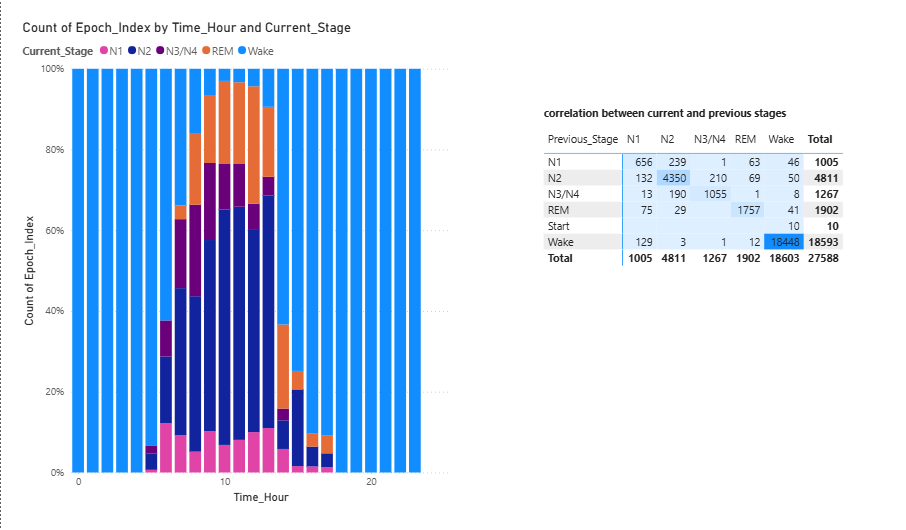 Count of Epoch_Index by Time_Hour and Current_Stage
Current_Stage N1 N2 N3/N4 REM Wake
100%
80%
60%
40%
20%
0%
Count of Epoch_Index
0 10 20
Time_Hour
correlation between current and previous stages
Previous_Stage N1 N2 N3/N4 REM Wake Total
N1 656 239 1 63 46 1005
N2 132 4350 210 69 50 4811
N3/N4 13 190 1055 1 8 1267
REM 75 29 1757 41 1902
Start 10 10
Wake 129 3 1 12 18448 18593
Total 1005 4811 1267 1902 18603 27588